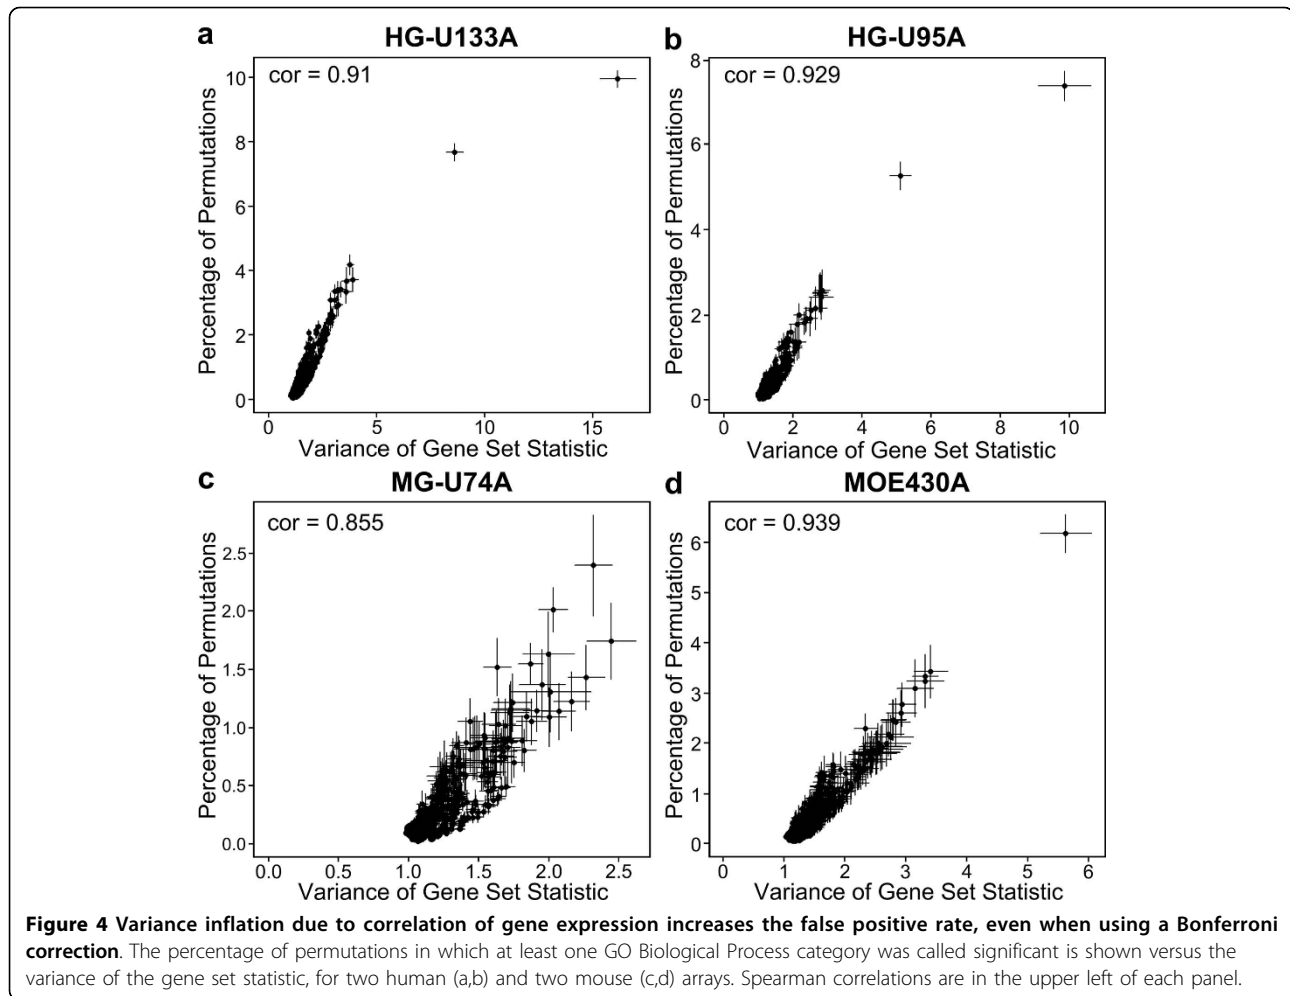 a
HG-U133A
cor = 0.91
Percentage of Permutations
10
8
6
4
2
0
0
5
10
15
Variance of Gene Set Statistic
b
HG-U95A
cor = 0.929
Percentage of Permutations
8
6
4
2
0
0
2
4
6
8
10
Variance of Gene Set Statistic
c
MG-U74A
cor = 0.855
Percentage of Permutations
2.5
2.0
1.5
1.0
0.5
0.0
0.0
0.5
1.0
1.5
2.0
2.5
Variance of Gene Set Statistic
d
MOE430A
cor = 0.939
Percentage of Permutations
6
5
4
3
2
1
0
0
1
2
3
4
5
6
Variance of Gene Set Statistic
Figure 4 Variance inflation due to correlation of gene expression increases the false positive rate, even when using a Bonferroni
correction. The percentage of permutations in which at least one GO Biological Process category was called significant is shown versus the
variance of the gene set statistic, for two human (a,b) and two mouse (c,d) arrays. Spearman correlations are in the upper left of each panel.